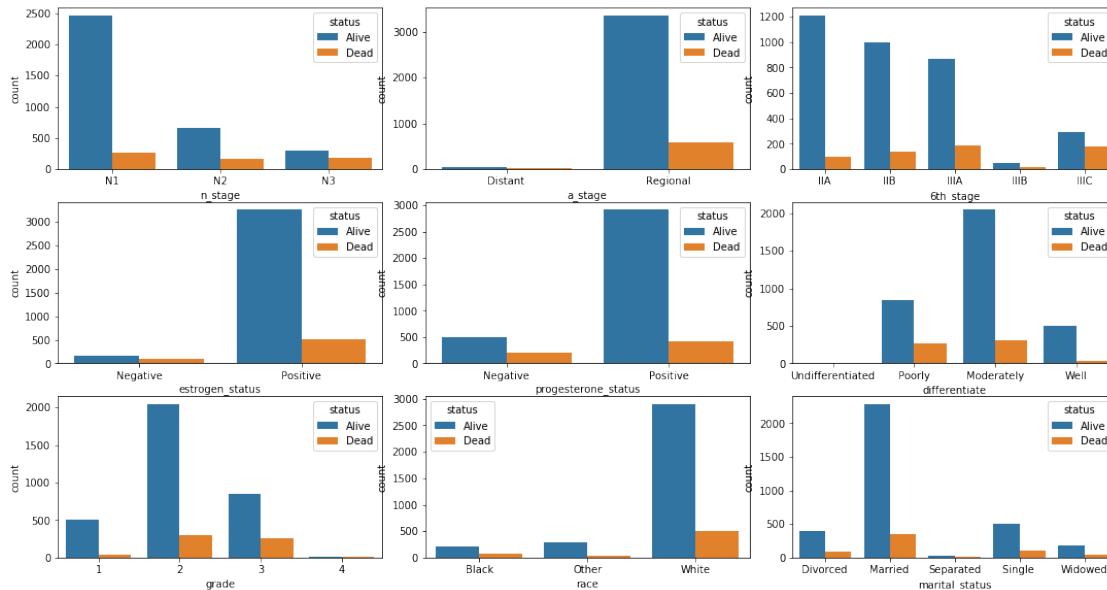 2500
2000
1500
1000
500
0
count
status
Alive
Dead
N1 N2 N3
n_stage
3000
2000
1000
0
count
status
Alive
Dead
Distant Regional
a_stage
1200
1000
800
600
400
200
0
count
status
Alive
Dead
IIA IIB IIIA IIIB IIIC
6th_stage
3000
2500
2000
1500
1000
500
0
count
status
Alive
Dead
Negative Positive
estrogen_status
3000
2500
2000
1500
1000
500
0
count
status
Alive
Dead
Negative Positive
progesterone_status
2000
1500
1000
500
0
count
status
Alive
Dead
Undifferentiated Poorly Moderately Well
differentiate
2000
1500
1000
500
0
count
status
Alive
Dead
1 2 3 4
grade
3000
2500
2000
1500
1000
500
0
count
status
Alive
Dead
Black Other White
race
2000
1500
1000
500
0
count
status
Alive
Dead
Divorced Married Separated Single Widowed
marital_status